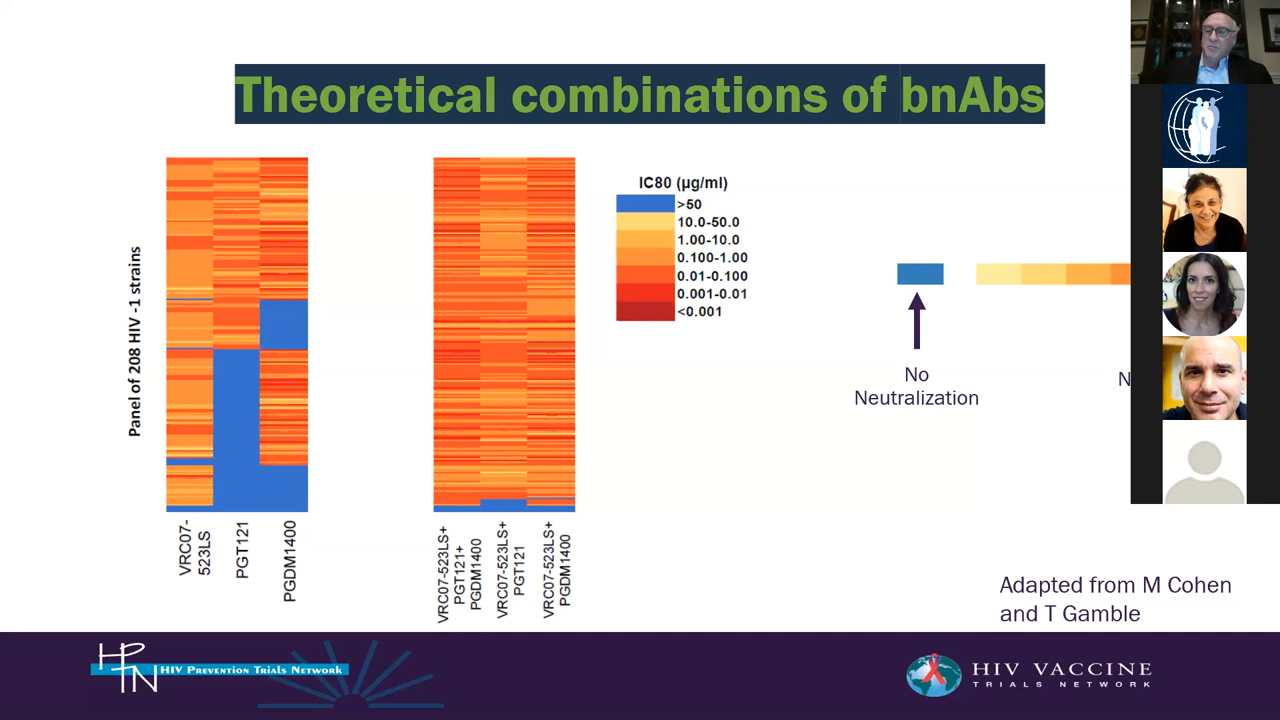 Theoretical combinations of bnAbs
Panel of 208 HIV -1 strains
VRC07-
523LS
PGT121
PGDM1400
VRC07-523LS+
PGT121+
PGDM1400
VRC07-523LS+
PGT121
VRC07-523LS+
PGDM1400
IC80 (µg/ml)
>50
10.0-50.0
1.00-10.0
0.100-1.00
0.01-0.100
0.001-0.01
<0.001
No
Neutralization
N
Adapted from M Cohen
and T Gamble
HPTN
HIV PREVENTION TRIALS NETWORK
HIV VACCINE
TRIALS NETWORK